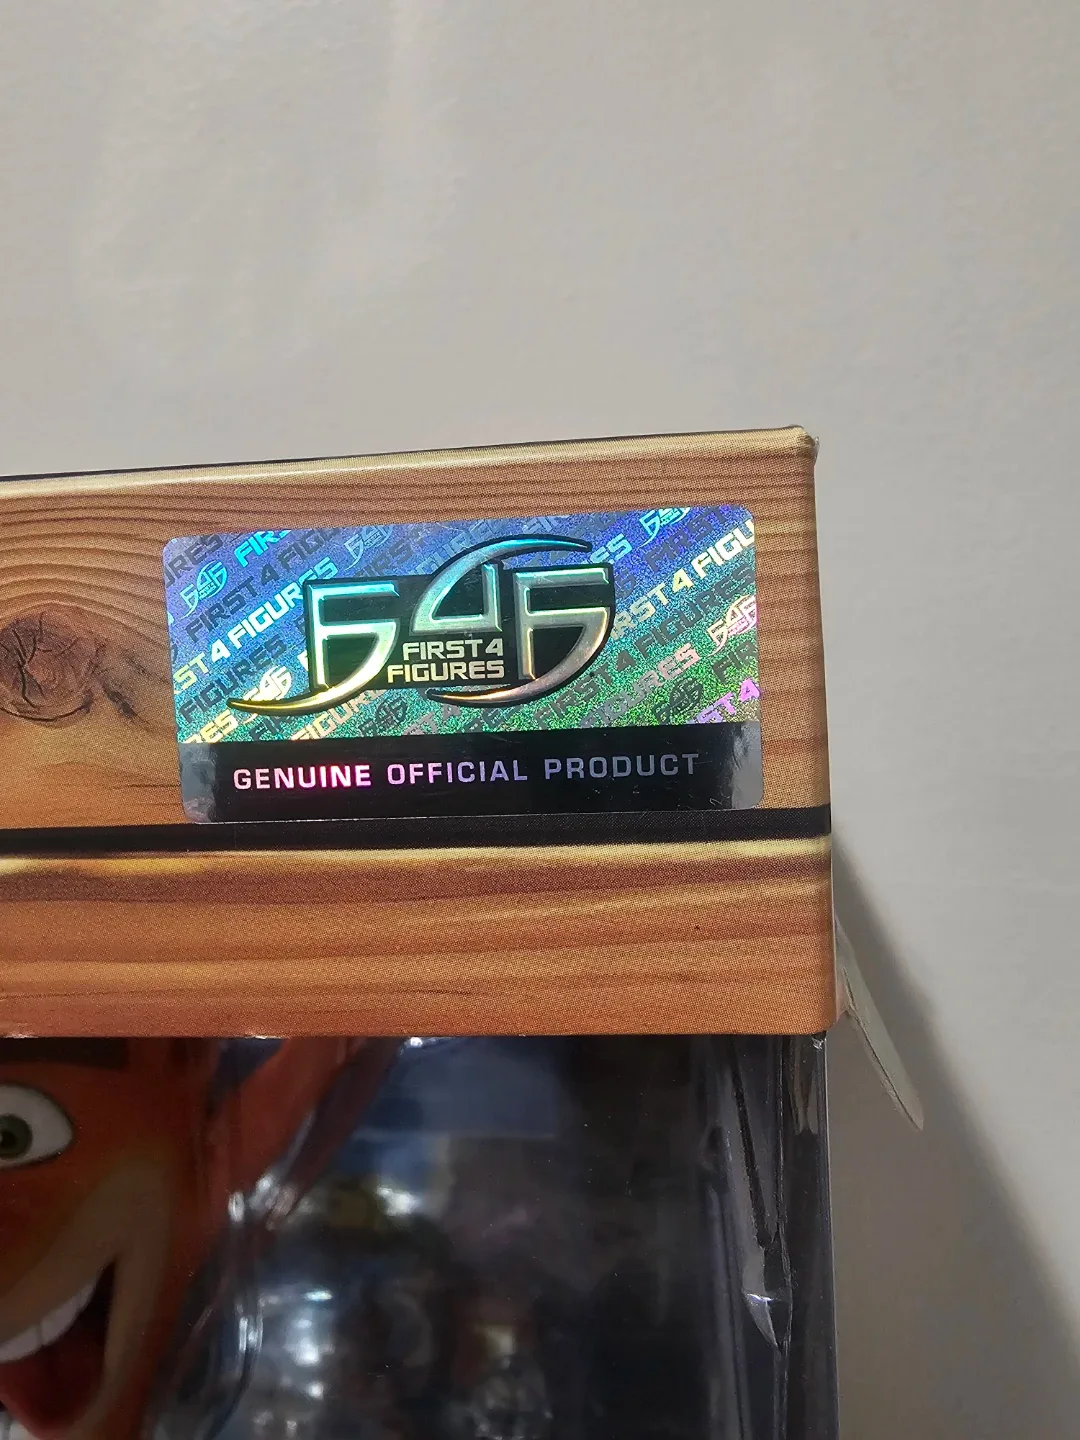 F4F
FIRST 4
FIGURES
GENUINE OFFICIAL PRODUCT